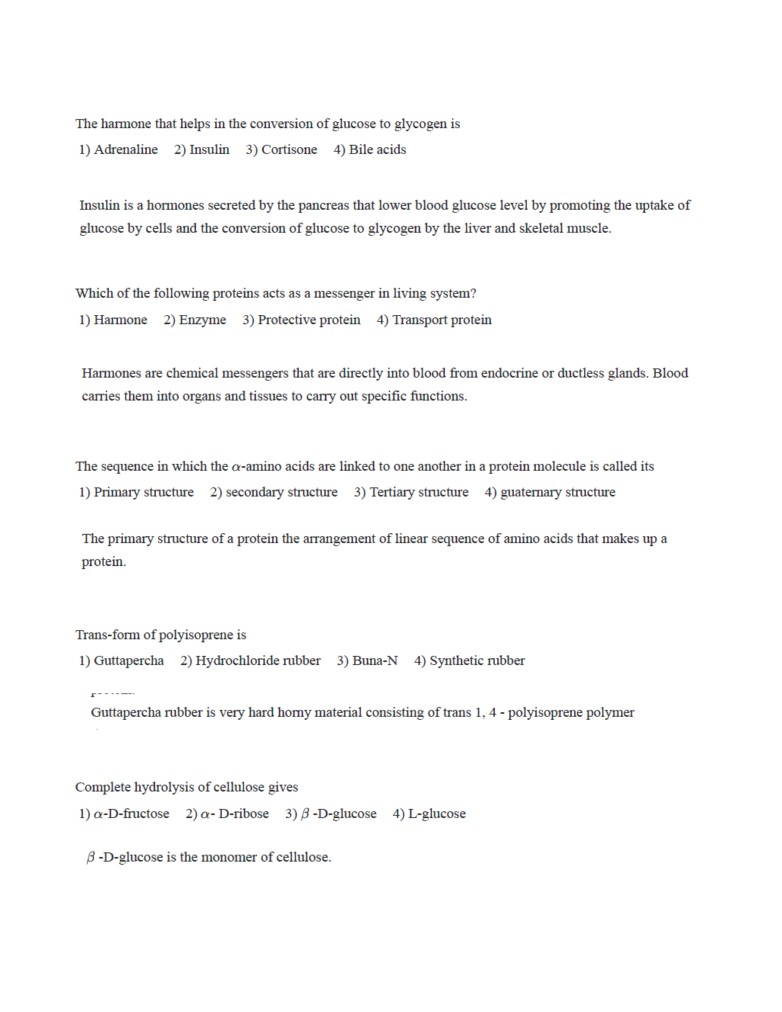 The harmone that helps in the conversion of glucose to glycogen is
1) Adrenaline 2) Insulin 3) Cortisone 4) Bile acids
Insulin is a hormones secreted by the pancreas that lower blood glucose level by promoting the uptake of
glucose by cells and the conversion of glucose to glycogen by the liver and skeletal muscle.
Which of the following proteins acts as a messenger in living system?
1) Harmone 2) Enzyme 3) Protective protein 4) Transport protein
Harmones are chemical messengers that are directly into blood from endocrine or ductless glands. Blood
carries them into organs and tissues to carry out specific functions.
The sequence in which the α-amino acids are linked to one another in a protein molecule is called its
1) Primary structure 2) secondary structure 3) Tertiary structure 4) guaternary structure
The primary structure of a protein the arrangement of linear sequence of amino acids that makes up a
protein.
Trans-form of polyisoprene is
1) Guttapercha 2) Hydrochloride rubber 3) Buna-N 4) Synthetic rubber
Guttapercha rubber is very hard horny material consisting of trans 1, 4 - polyisoprene polymer
Complete hydrolysis of cellulose gives
1) α-D-fructose 2) α- D-ribose 3) β -D-glucose 4) L-glucose
β -D-glucose is the monomer of cellulose.